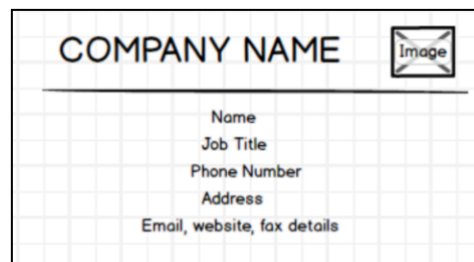 COMPANY NAME
Image
Name
Job Title
Phone Number
Address
Email, website, fax details